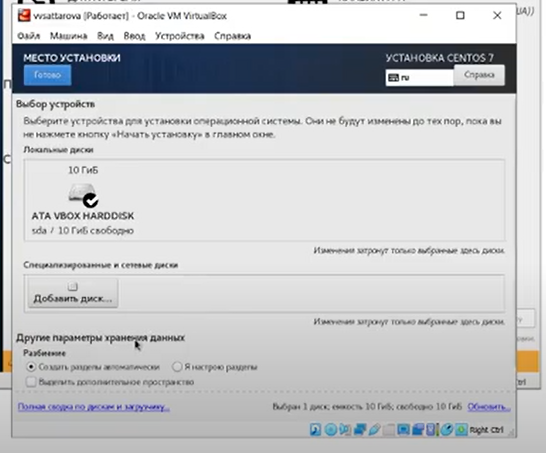 vvsattarova [Работает] - Oracle VM VirtualBox
Файл Машина Вид Ввод Устройства Справка
МЕСТО УСТАНОВКИ
УСТАНОВКА CENTOS 7
Готово
ru
Справка
Выбор устройств
Выберите устройства для установки операционной системы. Они не будут изменены до тех пор, пока вы
не нажмете кнопку «Начать установку» в главном окне.
Локальные диски
10 ГиБ
ATA VBOX HARDDISK
sda / 10 ГиБ свободно
Изменения затронут только выбранные здесь диски.
Специализированные и сетевые диски
Добавить диск...
Изменения затронут только выбранные здесь диски.
Другие параметры хранения данных
Разбиение
Создать разделы автоматически Я настрою разделы
Выделить дополнительное пространство
Полная сводка по дискам и загрузчику...
Выбран 1 диск; емкость 10 ГиБ; свободно 10 ГиБ Обновить...
Right Ctrl